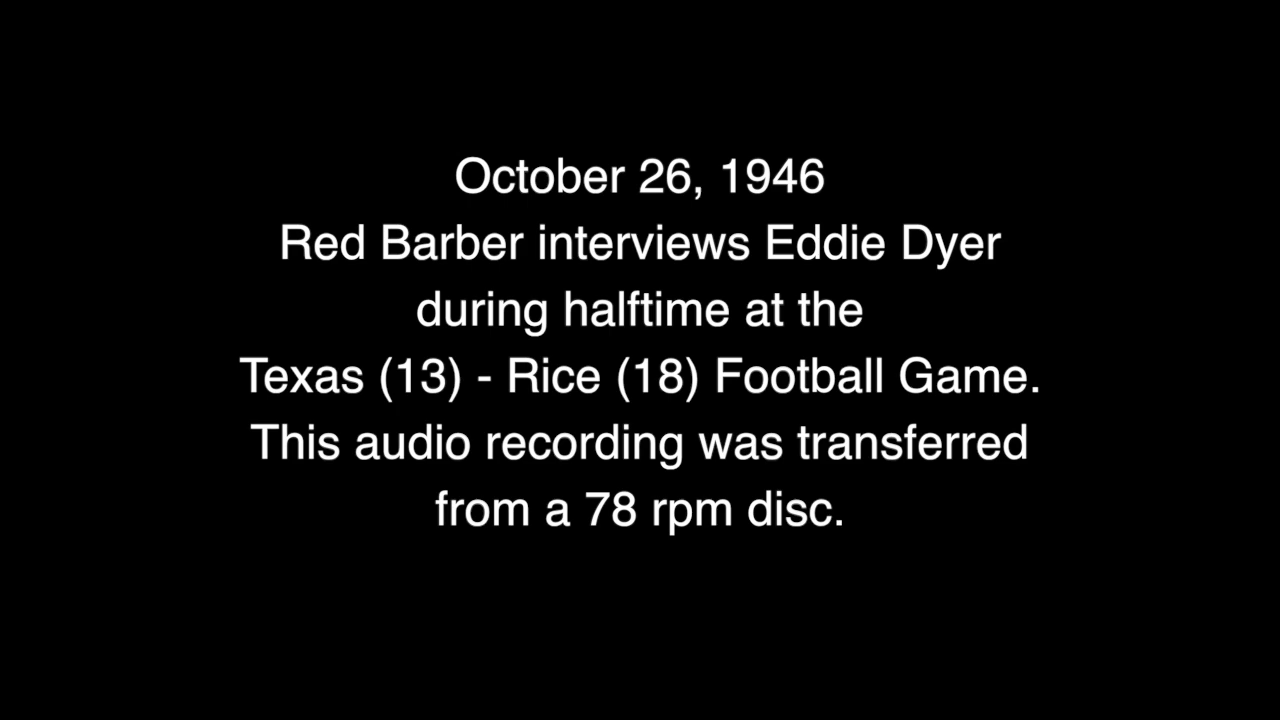 October 26, 1946
Red Barber interviews Eddie Dyer
during halftime at the
Texas (13) - Rice (18) Football Game.
This audio recording was transferred
from a 78 rpm disc.